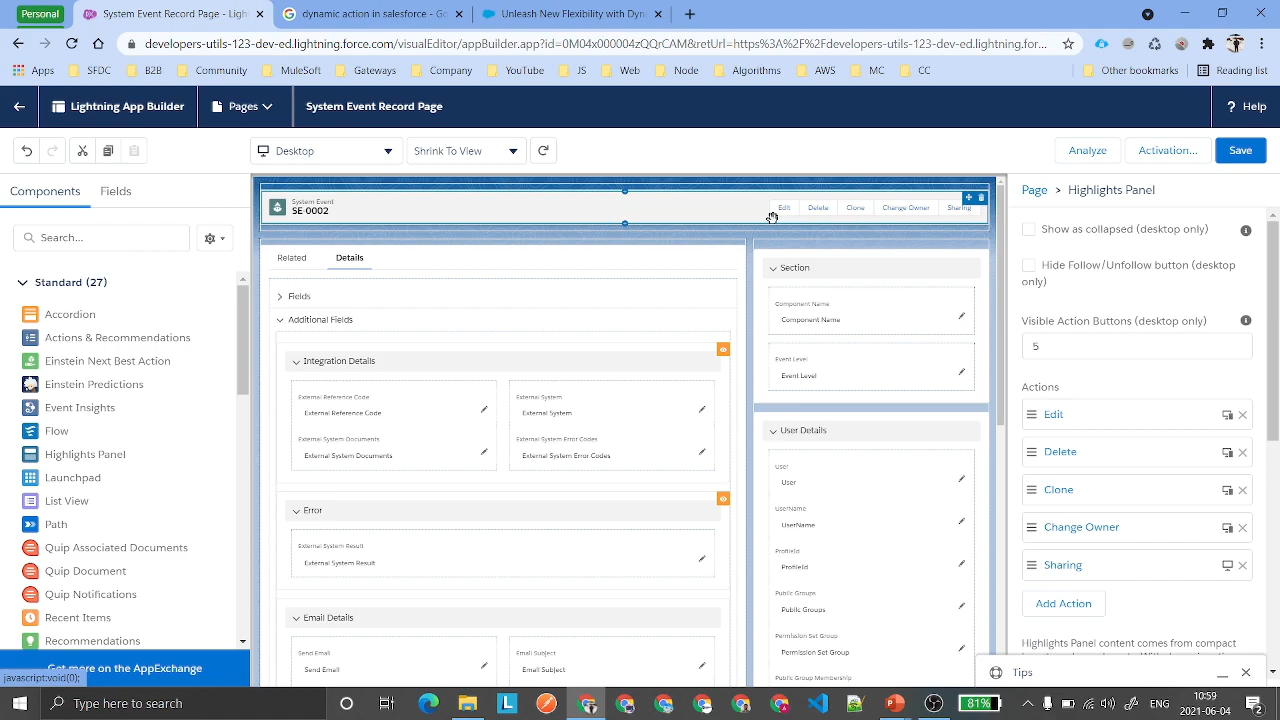 Personal
System Event Record Page - Light
dynamic action in salesforce - Go
Unleash New Flexibility with Dyn
developers-utils-123-dev-ed.lightning.force.com/visualEditor/appBuilder.app?id=0M04x000004zQQrCAM&retUrl=https%3A%2F%2Fdevelopers-utils-123-dev-ed.lightning.for...
Apps
SFDC
B2B
Community
MuleSoft
Gateways
Company
YouTube
JS
Web
Node
Algorithms
AWS
MC
CC
Other bookmarks
Reading list
Lightning App Builder
Pages
System Event Record Page
? Help
Desktop
Shrink To View
Analyze
Activation...
Save
Components
Fields
Search...
Standard (27)
Accordion
Actions & Recommendations
Einstein Next Best Action
Einstein Predictions
Event Insights
Flow
Highlights Panel
Launchpad
List View
Path
Quip Associated Documents
Quip Document
Quip Notifications
Recent Items
Recommendations
Get more on the AppExchange
javascript:void(0);
System Event
SE-0002
Edit
Delete
Clone
Change Owner
Sharing
Related
Details
Fields
Additional Fields
Integration Details
External Reference Code
External Reference Code
External System
External System
External System Documents
External System Documents
External System Error Codes
External System Error Codes
Error
External System Result
External System Result
Email Details
Send Email
Send Email
Email Subject
Email Subject
Section
Component Name
Component Name
Event Level
Event Level
User Details
User
User
UserName
UserName
ProfileId
ProfileId
Public Groups
Public Groups
Permission Set Group
Permission Set Group
Public Group Membership
Page > Highlights Panel
Show as collapsed (desktop only)
Hide Follow/Unfollow button (desktop
only)
Visible Action Buttons (desktop only)
5
Actions
Edit
Delete
Clone
Change Owner
Sharing
Add Action
Highlights Panel content comes from compact
Tips
Type here to search
81%
10:59
2021-06-04